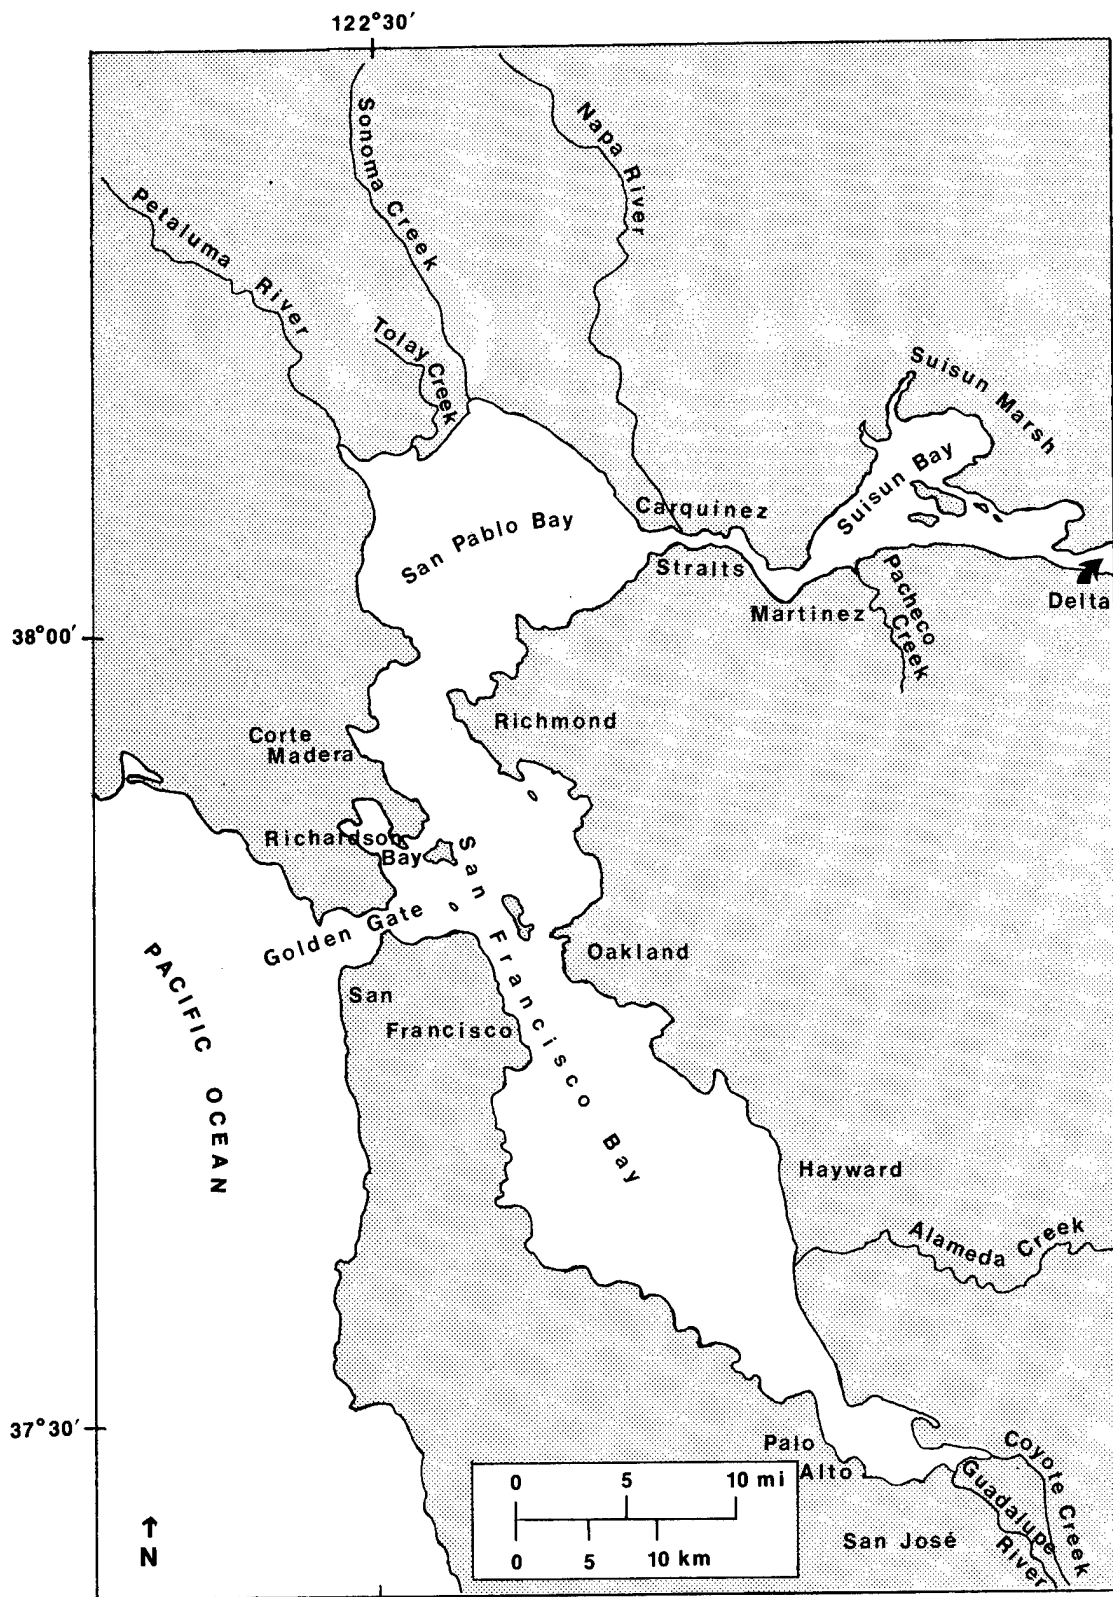 122°30′
Sonoma Creek
Napa River
Petaluma River
Tolay Creek
Suisun Marsh
Suisun Bay
San Pablo Bay
Carquinez
Straits
Martinez
Pacheco
Creek
Delta
38°00′
Richmond
Corte
Madera
Richardson
Bay
San Francisco Bay
Golden Gate
Oakland
PACIFIC OCEAN
San
Francisco
Hayward
Alameda Creek
37°30′
Palo
Alto
Coyote Creek
Guadalupe
River
San José
0 5 10 mi
0 5 10 km
N